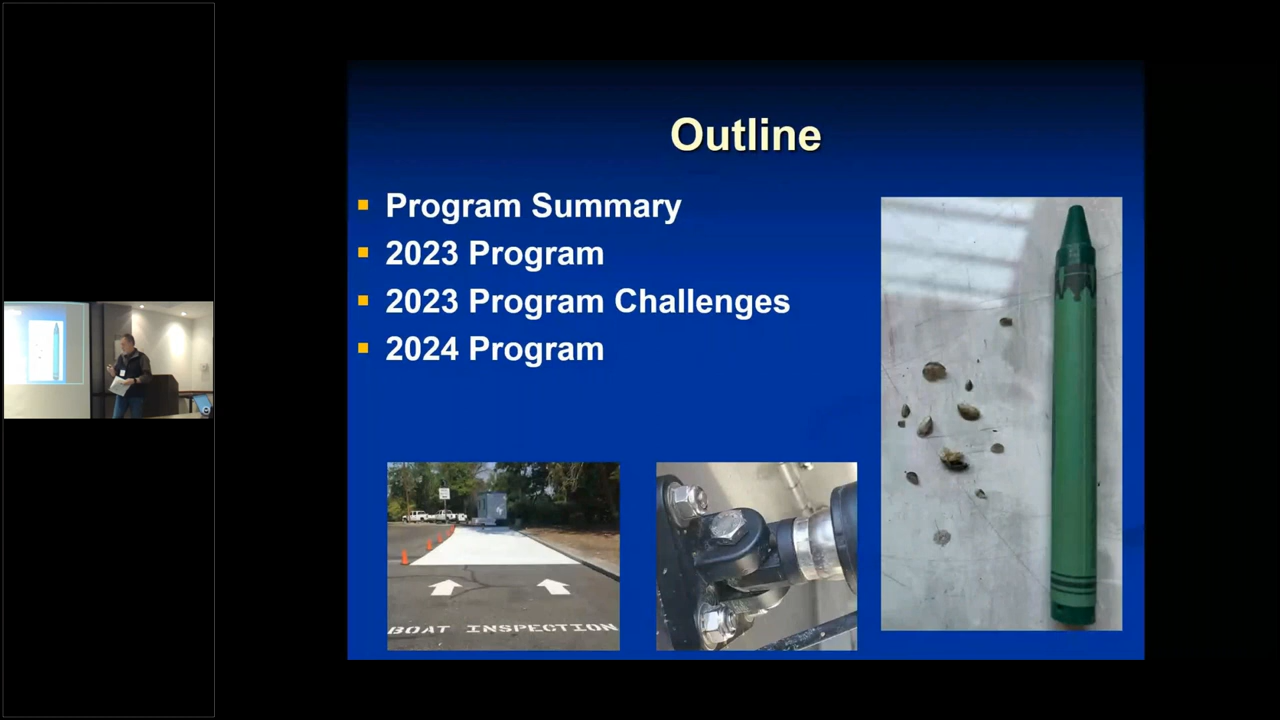 Outline
Program Summary
2023 Program
2023 Program Challenges
2024 Program
BOAT INSPECTION